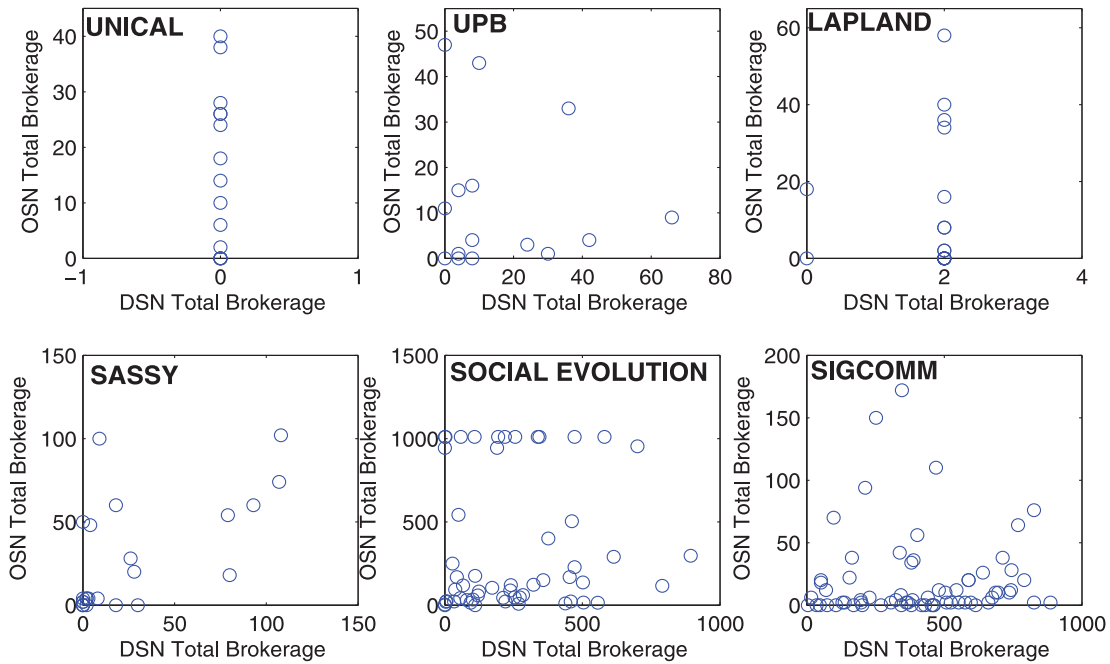 UNICAL
OSN Total Brokerage
40
30
20
10
0
−1
0
1
DSN Total Brokerage
UPB
OSN Total Brokerage
50
40
30
20
10
0
0
20
40
60
80
DSN Total Brokerage
LAPLAND
OSN Total Brokerage
60
40
20
0
0
2
4
DSN Total Brokerage
SASSY
OSN Total Brokerage
150
100
50
0
0
50
100
150
DSN Total Brokerage
SOCIAL EVOLUTION
OSN Total Brokerage
1500
1000
500
0
0
500
1000
DSN Total Brokerage
SIGCOMM
OSN Total Brokerage
200
150
100
50
0
0
500
1000
DSN Total Brokerage